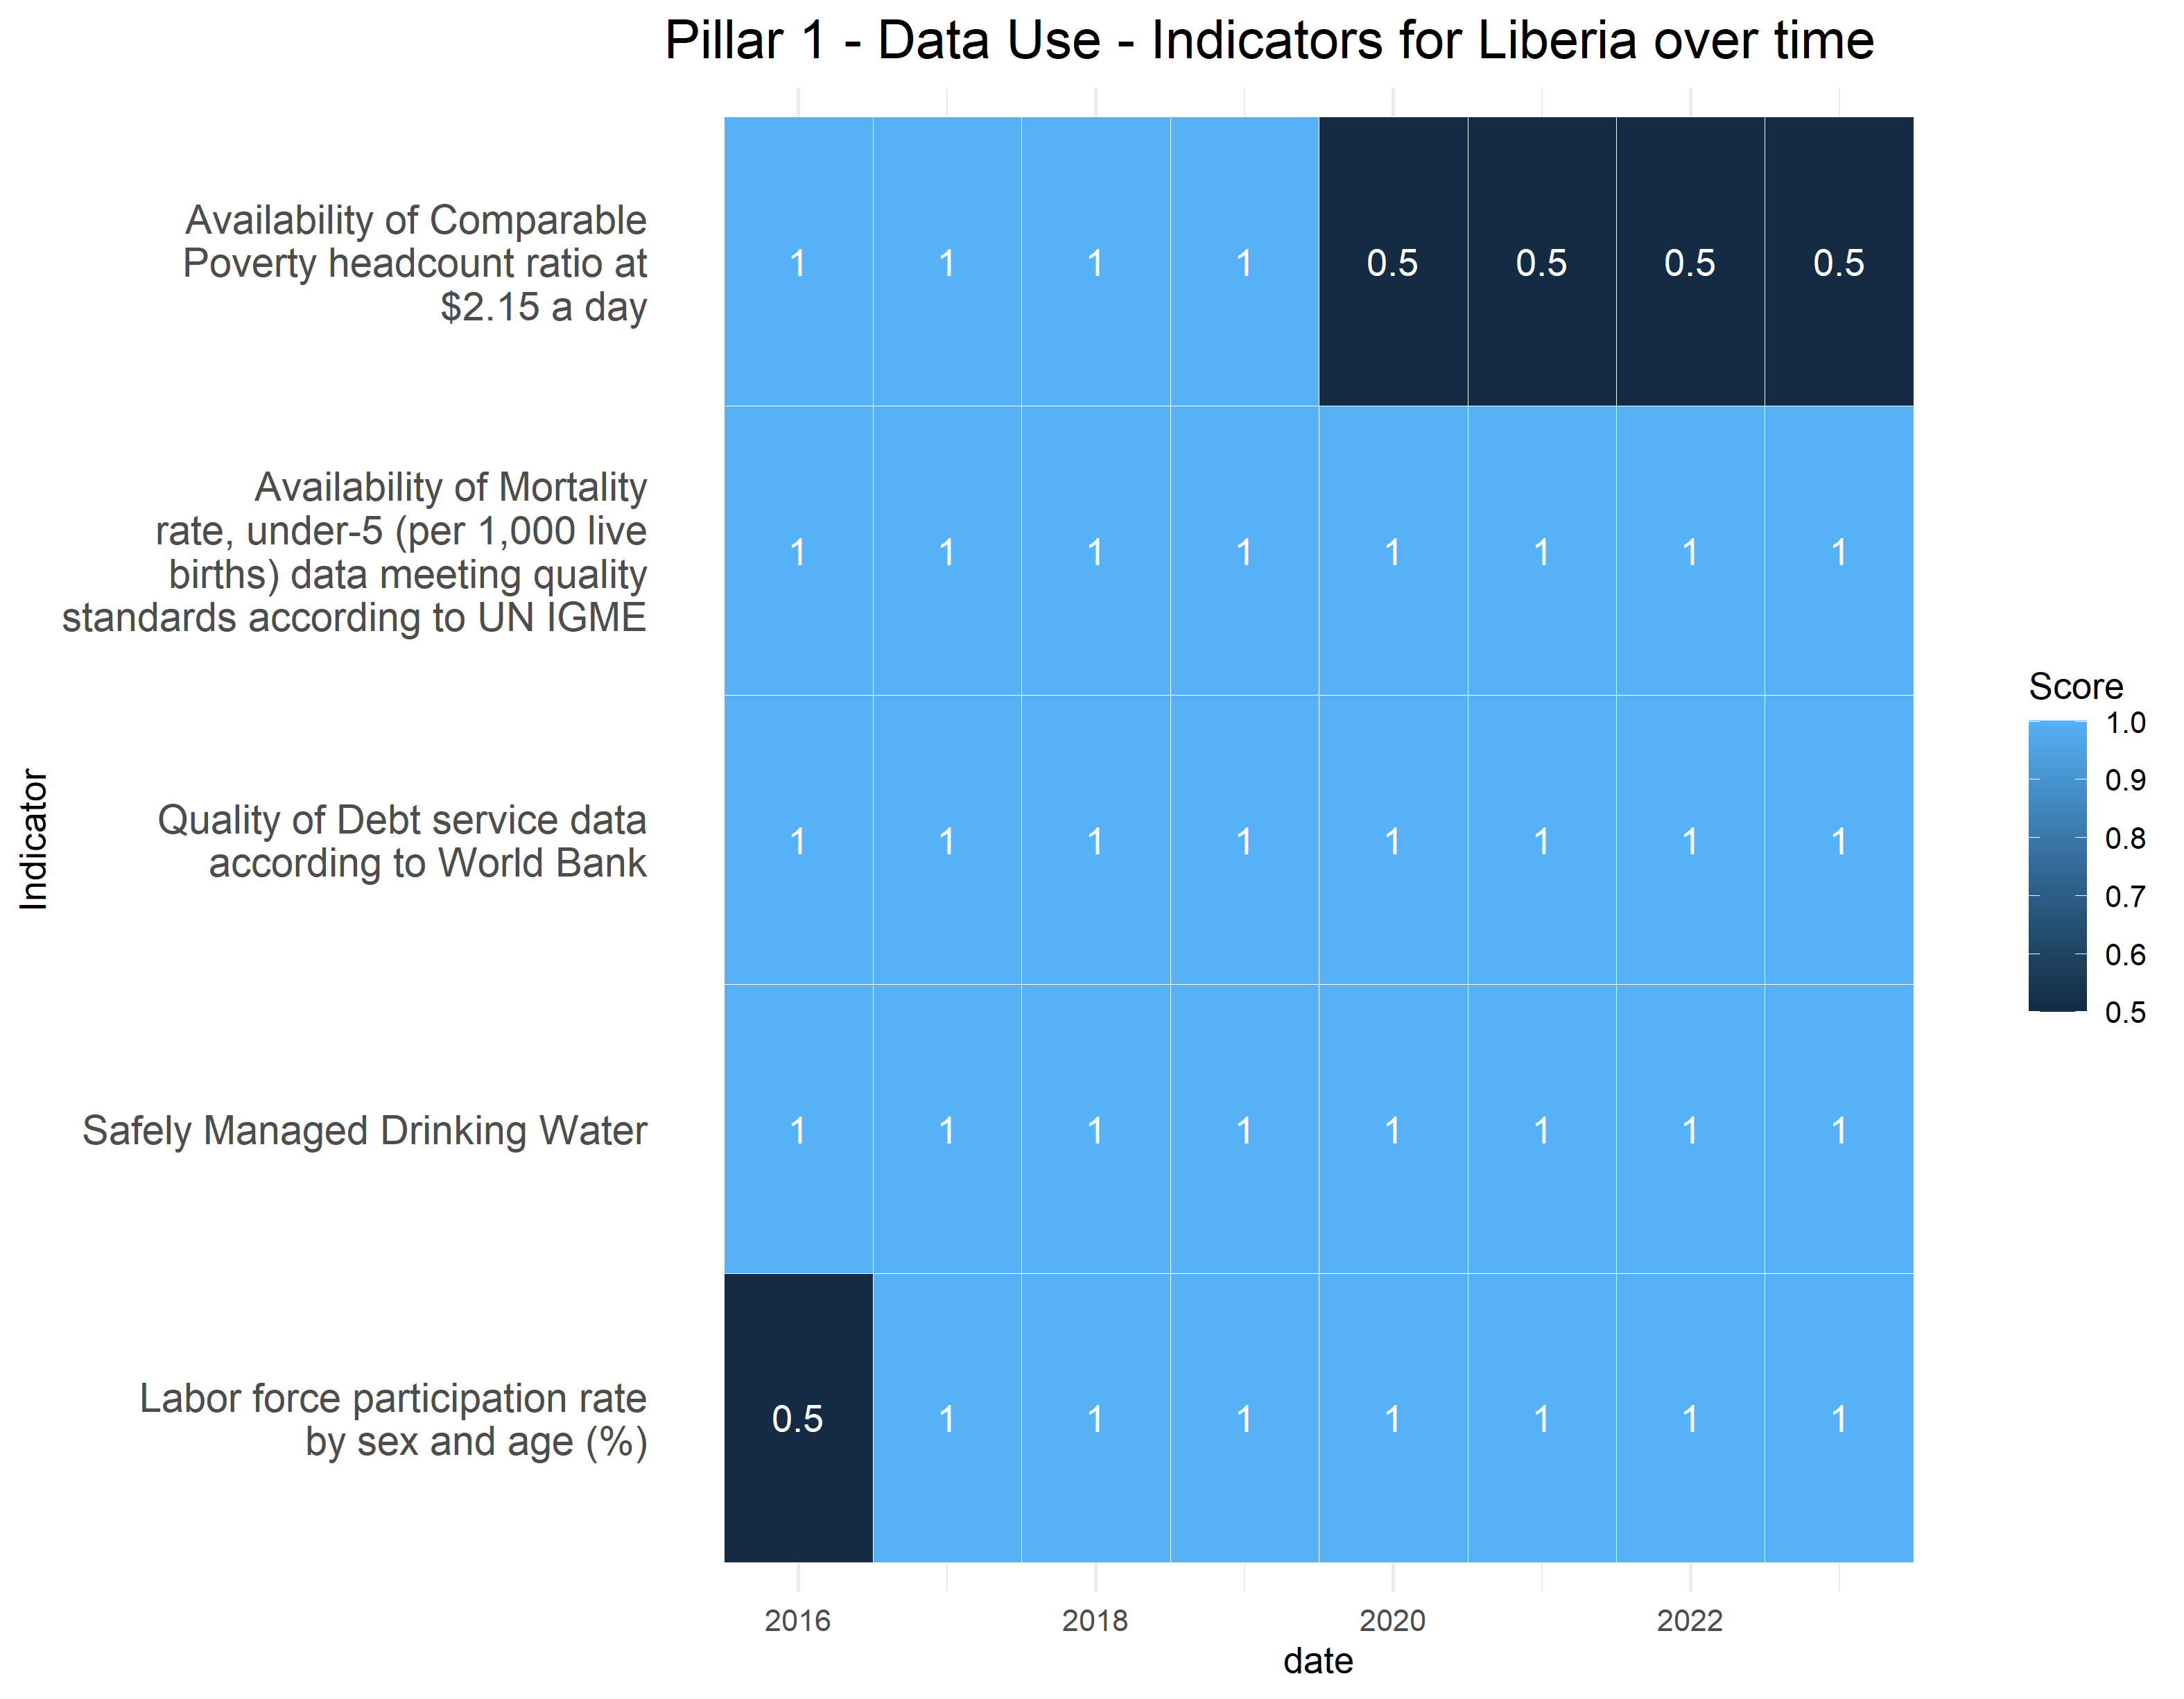 Pillar 1 - Data Use - Indicators for Liberia over time
Indicator
Availability of Comparable
Poverty headcount ratio at
$2.15 a day
1 1 1 1 0.5 0.5 0.5 0.5
Availability of Mortality
rate, under-5 (per 1,000 live
births) data meeting quality
standards according to UN IGME
1 1 1 1 1 1 1 1
Quality of Debt service data
according to World Bank
1 1 1 1 1 1 1 1
Safely Managed Drinking Water
1 1 1 1 1 1 1 1
Labor force participation rate
by sex and age (%)
0.5 1 1 1 1 1 1 1
2016 2018 2020 2022
date
Score
1.0
0.9
0.8
0.7
0.6
0.5